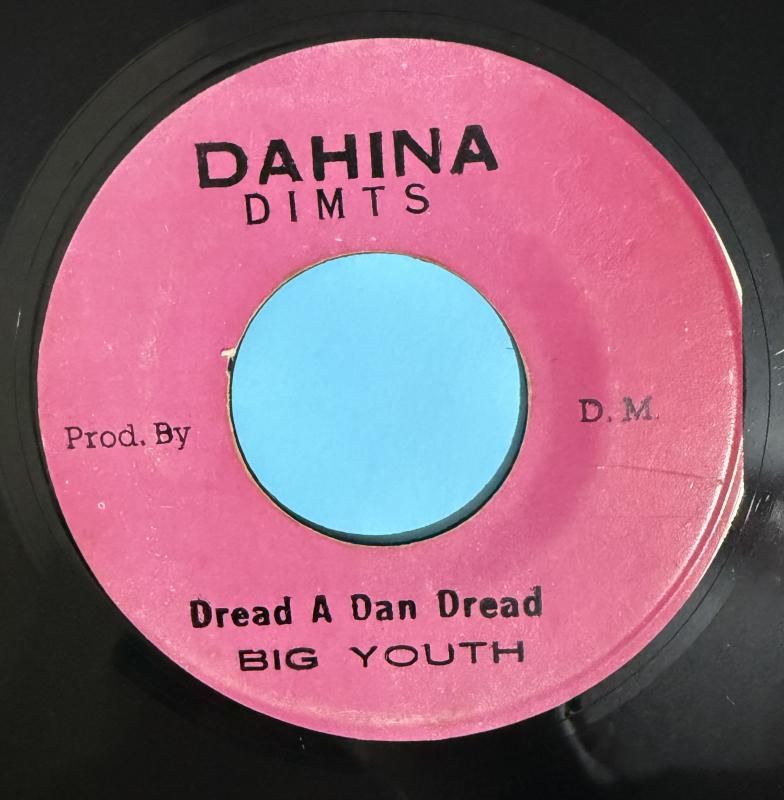 DAHINA
DIMTS
Prod. By D. M.
Dread A Dan Dread
BIG YOUTH